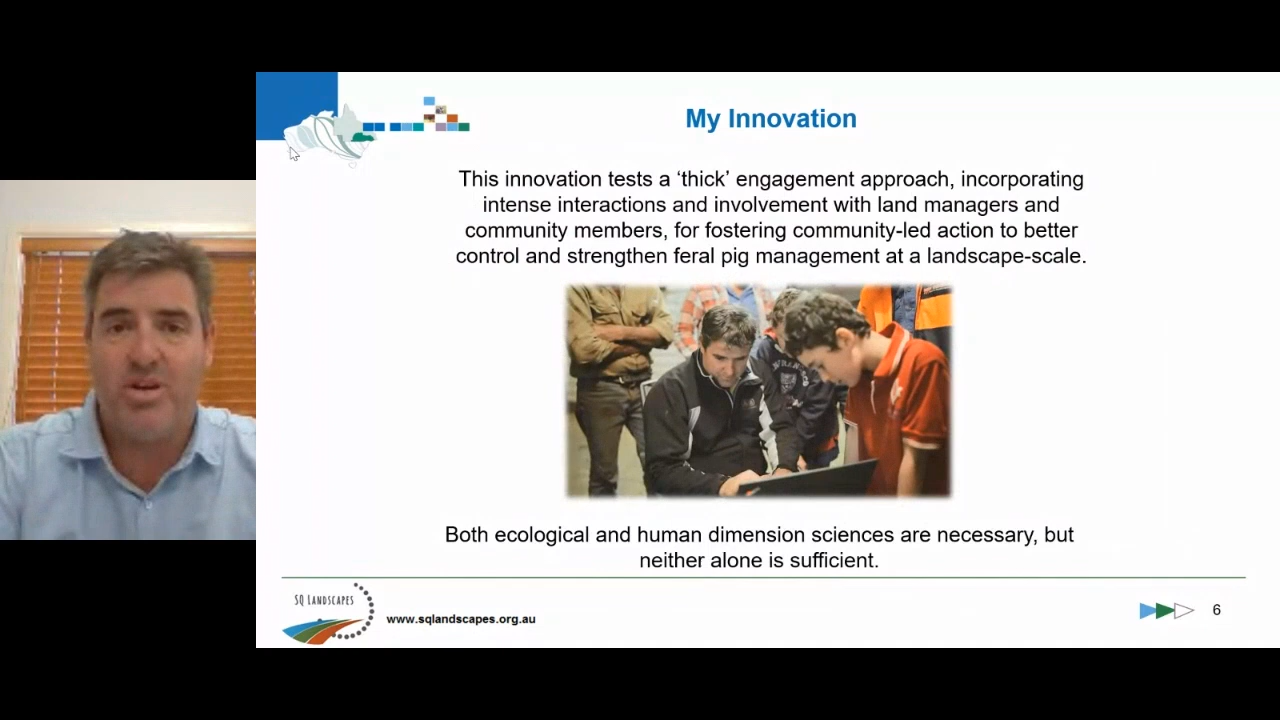 My Innovation
This innovation tests a ‘thick’ engagement approach, incorporating
intense interactions and involvement with land managers and
community members, for fostering community-led action to better
control and strengthen feral pig management at a landscape-scale.
Both ecological and human dimension sciences are necessary, but
neither alone is sufficient.
SQ LANDSCAPES
www.sqlandscapes.org.au
6